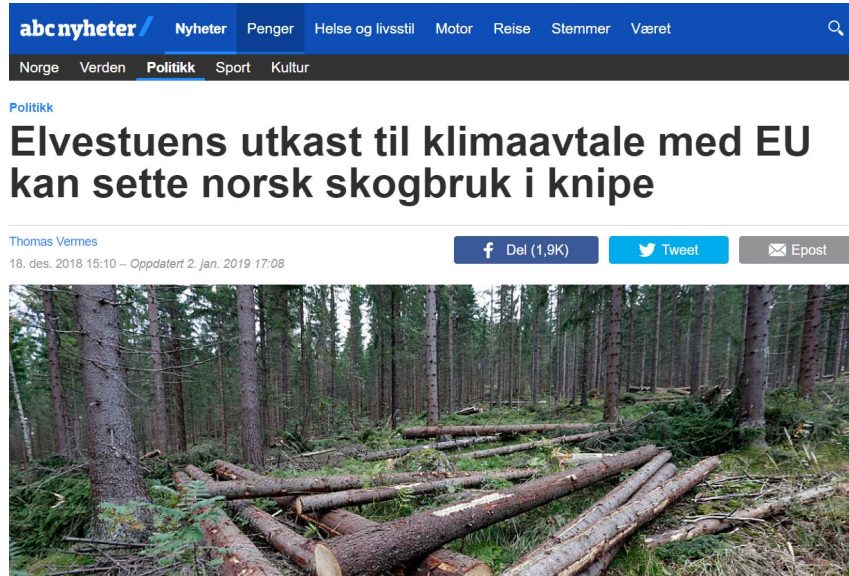 abc nyheter Nyheter Penger Helse og livsstil Motor Reise Stemmer Været
Norge Verden Politikk Sport Kultur
Politikk
Elvestuens utkast til klimaavtale med EU
kan sette norsk skogbruk i knipe
Thomas Vermes
18. des. 2018 15:10 – Oppdatert 2. jan. 2019 17:08
Del (1,9K) Tweet Epost